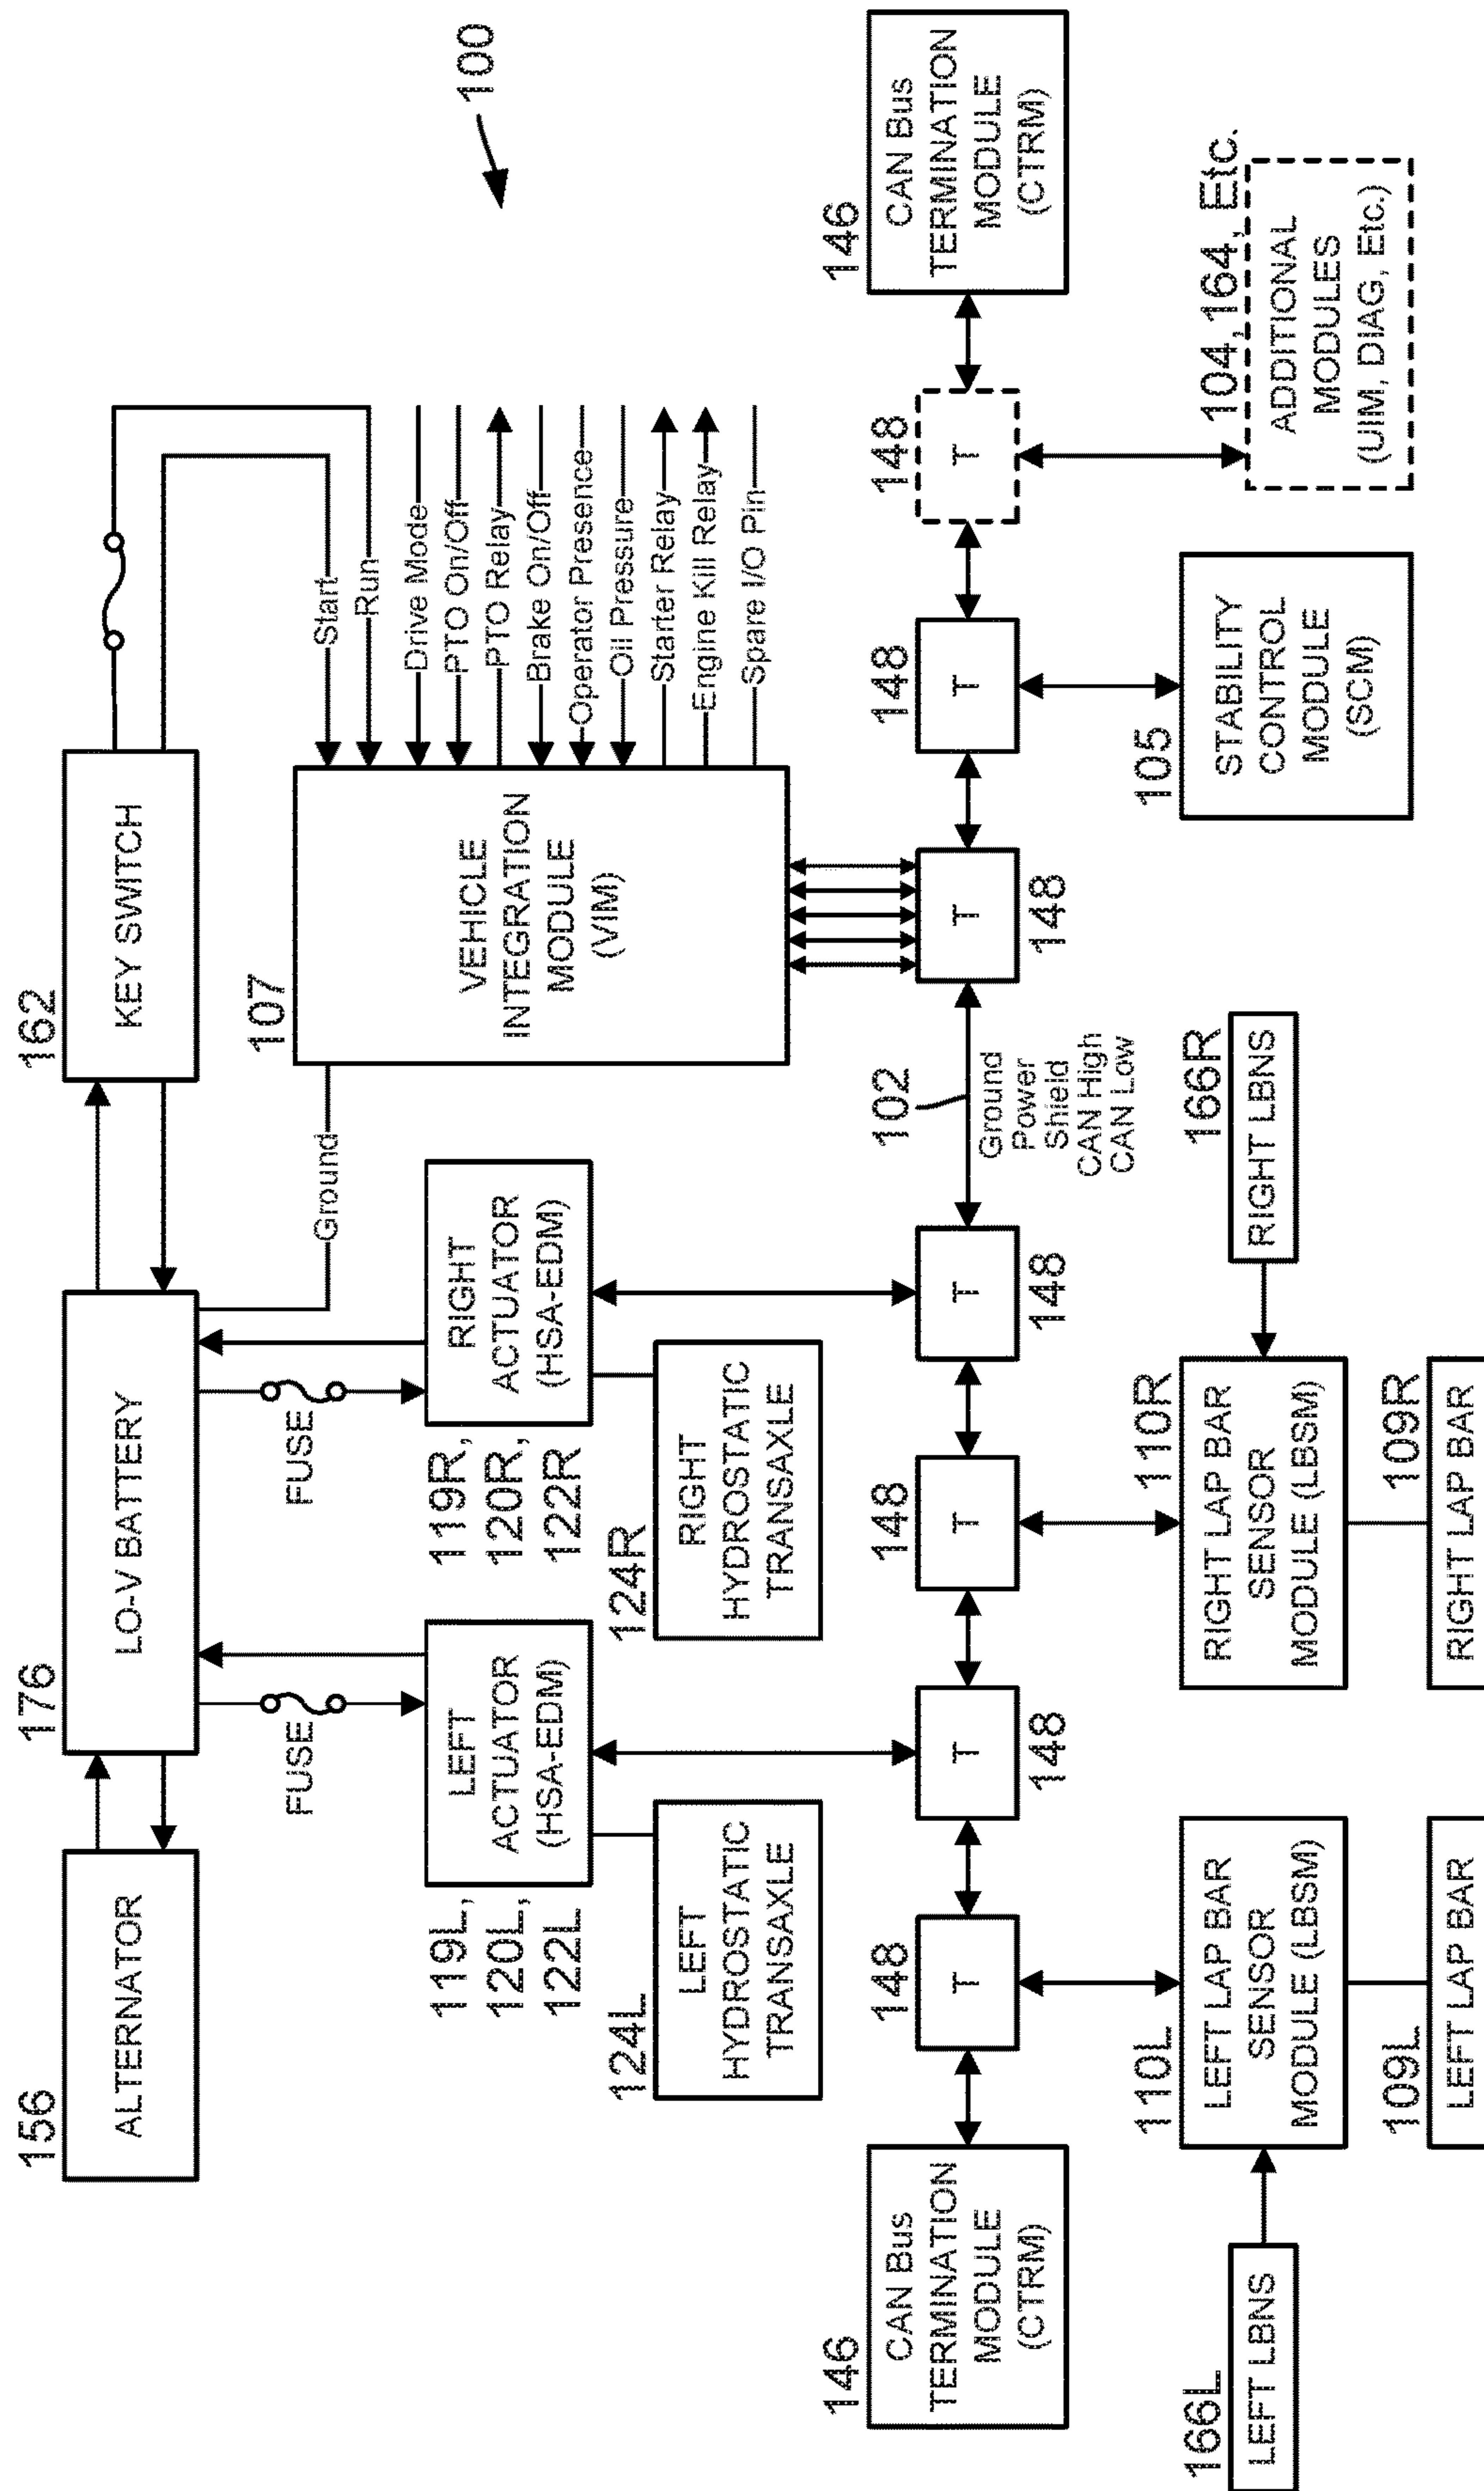 100
156
ALTERNATOR
176
LO-V BATTERY
162
KEY SWITCH
FUSE
FUSE
Ground
107
VEHICLE
INTEGRATION
MODULE
(VIM)
Start
Run
Drive Mode
PTO On/Off
PTO Relay
Brake On/Off
Operator Presence
Oil Pressure
Starter Relay
Engine Kill Relay
Spare I/O Pin
119L,
120L,
122L
LEFT
ACTUATOR
(HSA-EDM)
119R,
120R,
122R
RIGHT
ACTUATOR
(HSA-EDM)
124L
LEFT
HYDROSTATIC
TRANSAXLE
124R
RIGHT
HYDROSTATIC
TRANSAXLE
146
CAN Bus
TERMINATION
MODULE
(CTRM)
148
T
T
148
148
T
T
148
102
Ground
Power
Shield
CAN High
CAN Low
T
148
148
T
148
T
146
CAN Bus
TERMINATION
MODULE
(CTRM)
166L
LEFT LBNS
110L
LEFT LAP BAR
SENSOR
MODULE (LBSM)
109L
LEFT LAP BAR
110R
RIGHT LAP BAR
SENSOR
MODULE (LBSM)
109R
RIGHT LAP BAR
166R
RIGHT LBNS
105
STABILITY
CONTROL
MODULE
(SCM)
104, 164, Etc.
ADDITIONAL
MODULES
(UIM, DIAG, Etc.)